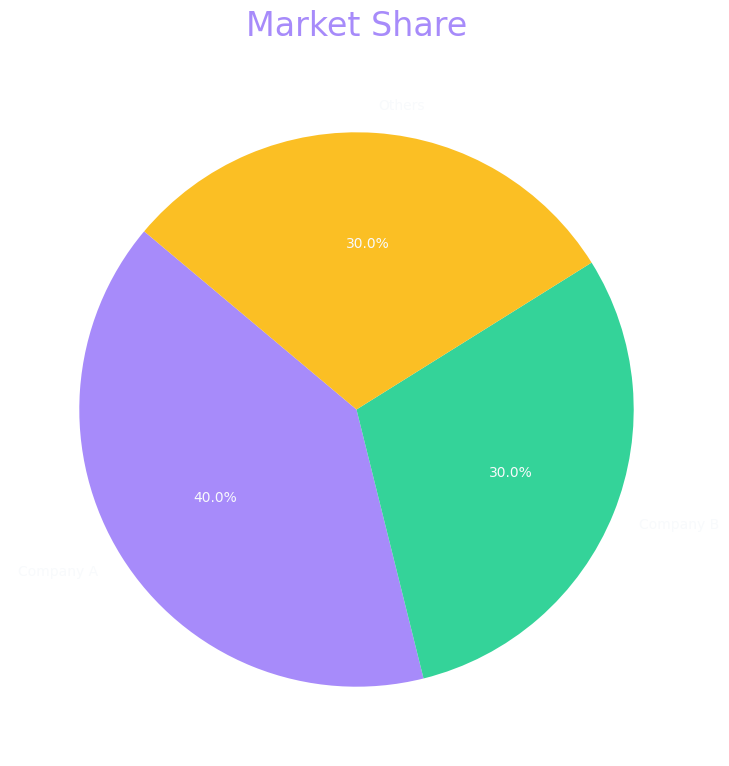 Market Share
Others
30.0%
30.0%
40.0%
Company B
Company A